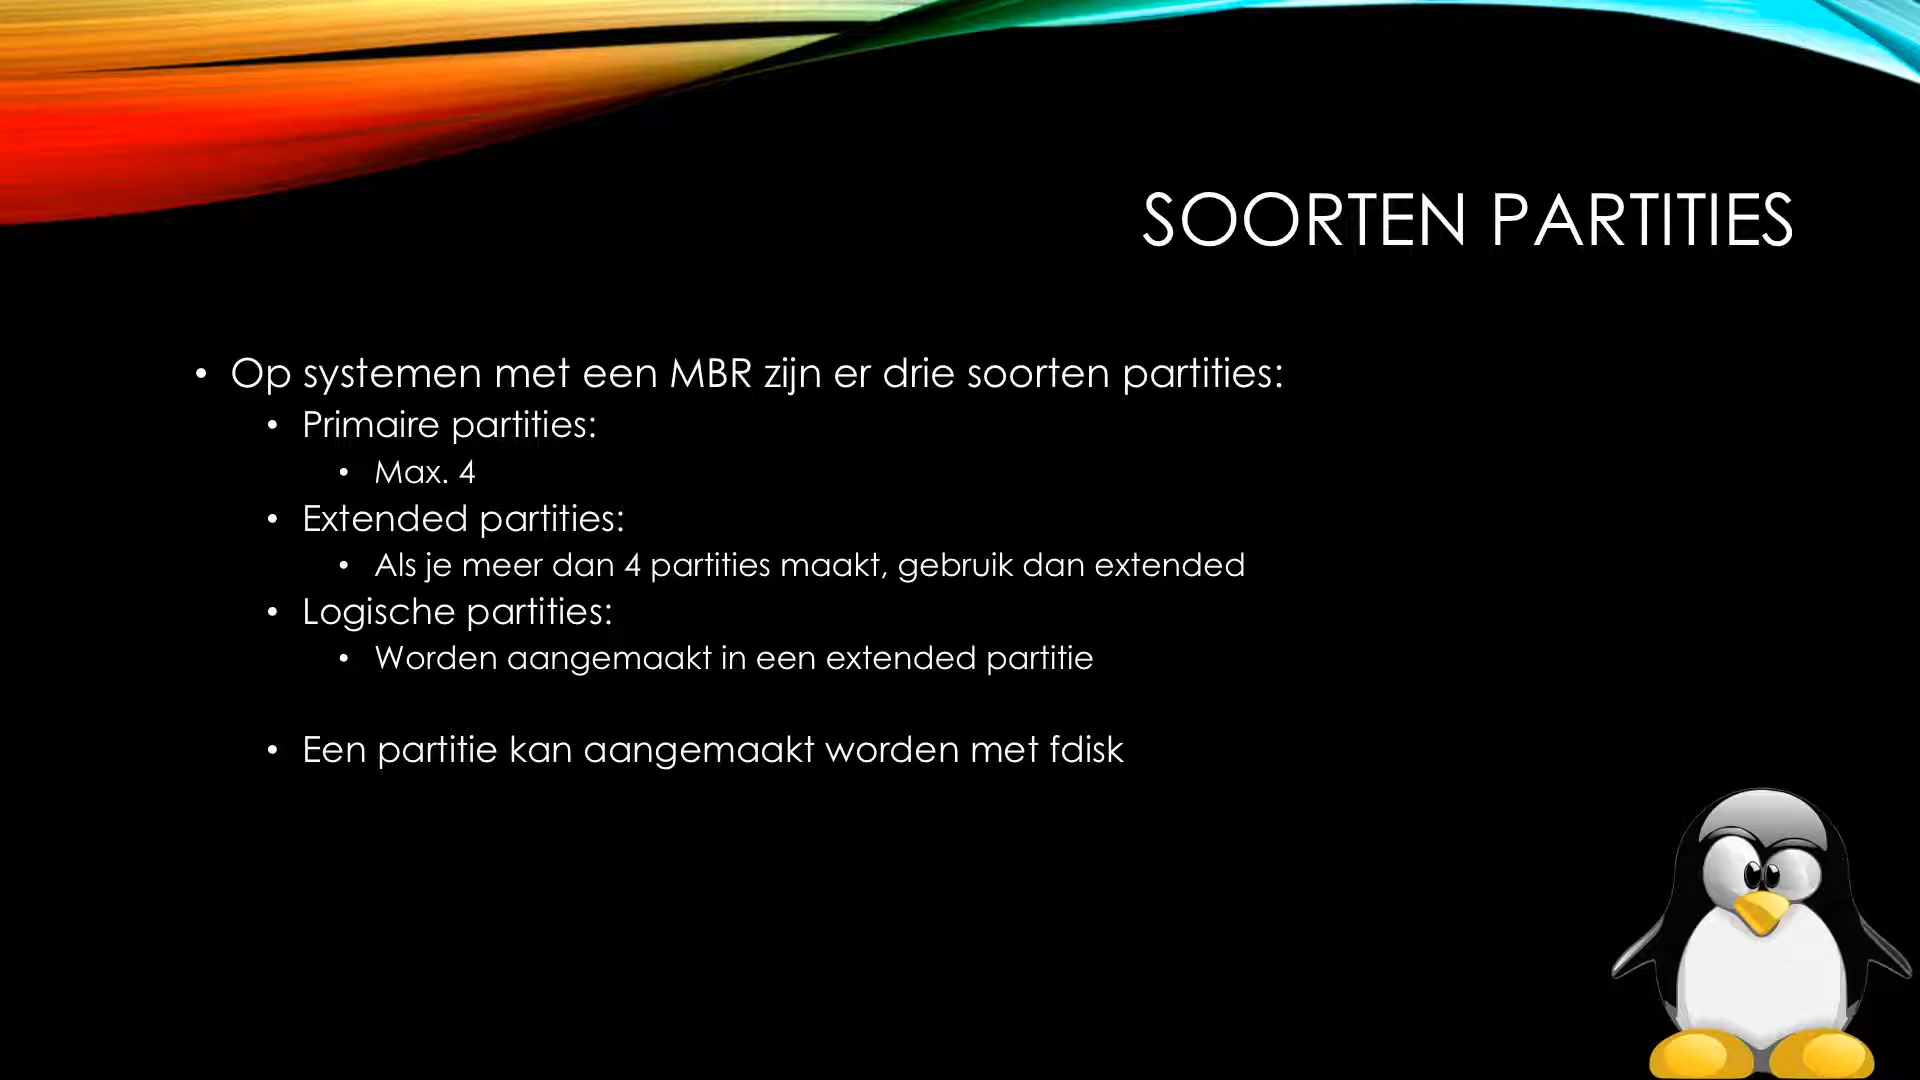 SOORTEN PARTITIES
• Op systemen met een MBR zijn er drie soorten partities:
• Primaire partities:
• Max. 4
• Extended partities:
• Als je meer dan 4 partities maakt, gebruik dan extended
• Logische partities:
• Worden aangemaakt in een extended partitie
• Een partitie kan aangemaakt worden met fdisk